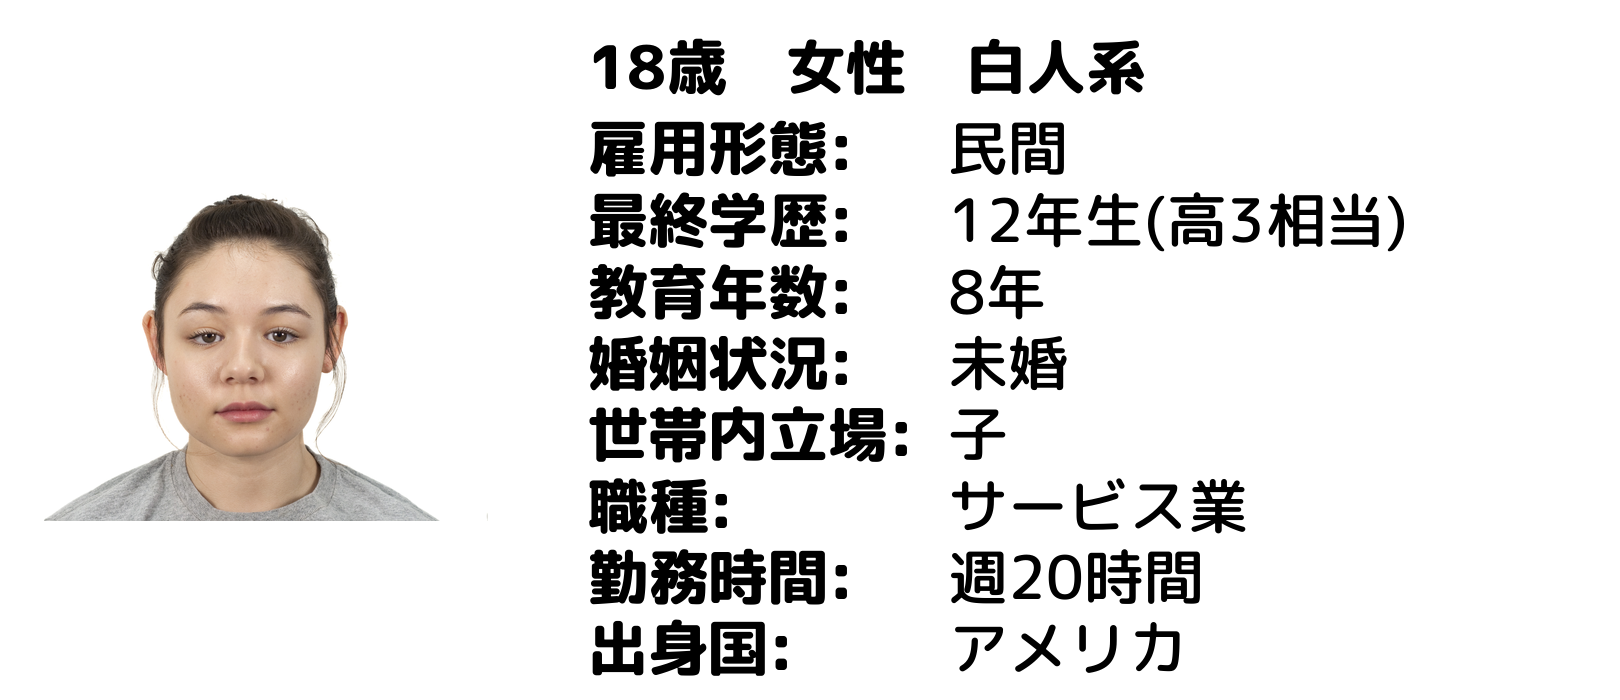 18歳　女性　白人系
雇用形態:　民間
最終学歴:　12年生(高3相当)
教育年数:　8年
婚姻状況:　未婚
世帯内立場:　子
職種:　サービス業
勤務時間:　週20時間
出身国:　アメリカ